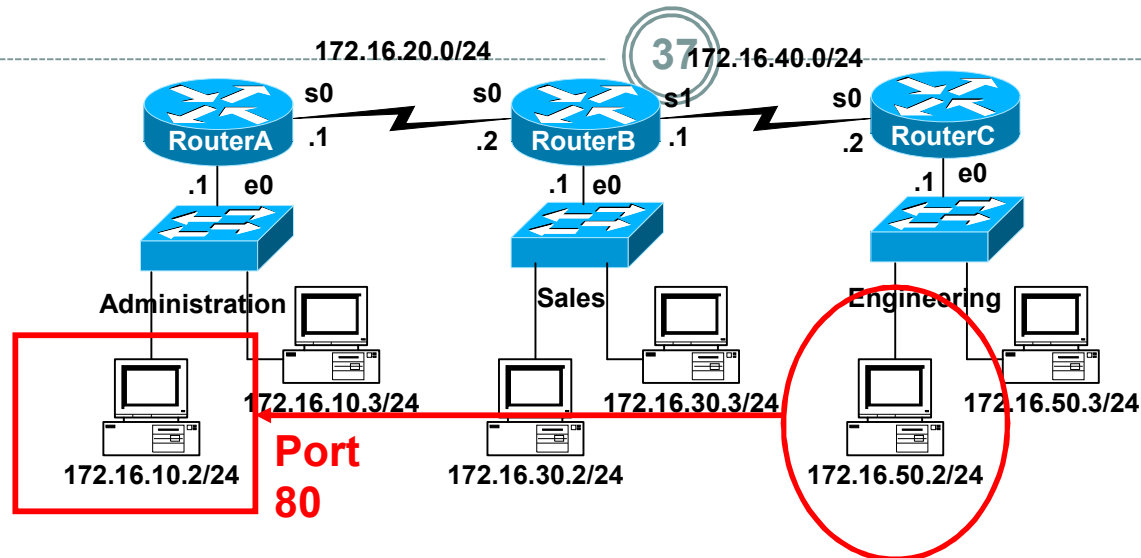 37
172.16.20.0/24 172.16.40.0/24
s0 s0 s1 s0
RouterA .1 .2 RouterB .1 .2 RouterC
.1 e0 .1 e0 .1 e0
Administration Sales Engineering
172.16.10.3/24 172.16.30.3/24 172.16.50.3/24
Port
172.16.10.2/24 172.16.30.2/24 172.16.50.2/24
80